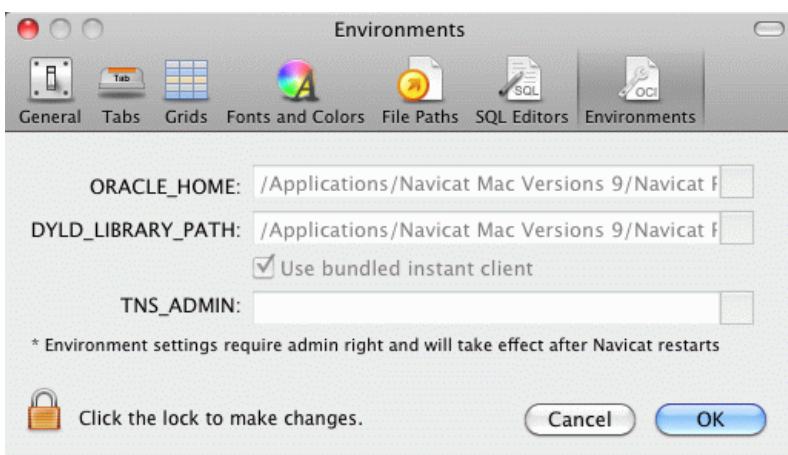 Environments
Tab
SQL
OCI
General Tabs Grids Fonts and Colors File Paths SQL Editors Environments
ORACLE_HOME: /Applications/Navicat Mac Versions 9/Navicat
DYLD_LIBRARY_PATH: /Applications/Navicat Mac Versions 9/Navicat
Use bundled instant client
TNS_ADMIN:
* Environment settings require admin right and will take effect after Navicat restarts
Click the lock to make changes.
Cancel OK